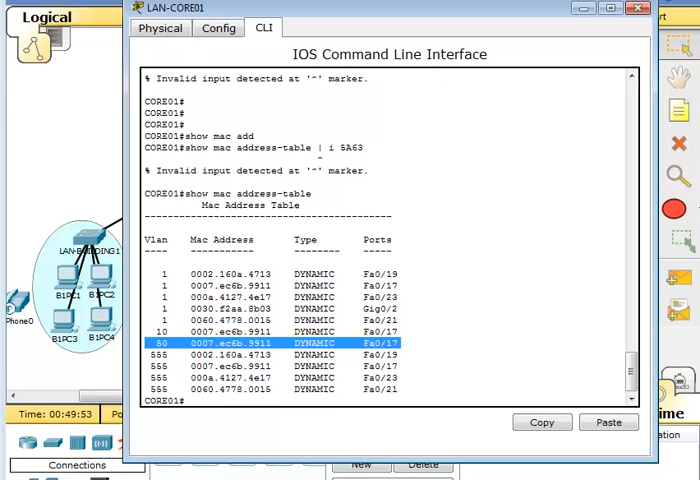 LAN-CORE01
Logical
Physical
Config
CLI
IOS Command Line Interface
% Invalid input detected at '^' marker.
CORE01#
CORE01#
CORE01#
CORE01#show mac add
CORE01#show mac address-table | i 5A63
^
% Invalid input detected at '^' marker.
CORE01#show mac address-table
Mac Address Table
-------------------------------------------
Vlan Mac Address Type Ports
---- ----------- -------- -----
1 0002.160a.4713 DYNAMIC Fa0/19
1 0007.ec6b.9911 DYNAMIC Fa0/17
1 000a.4127.4e17 DYNAMIC Fa0/23
1 0030.f2aa.8b03 DYNAMIC Gig0/2
1 0060.4778.0015 DYNAMIC Fa0/21
10 0007.ec6b.9911 DYNAMIC Fa0/17
50 0007.ec6b.9911 DYNAMIC Fa0/17
555 0002.160a.4713 DYNAMIC Fa0/19
555 0007.ec6b.9911 DYNAMIC Fa0/17
555 000a.4127.4e17 DYNAMIC Fa0/23
555 0060.4778.0015 DYNAMIC Fa0/21
CORE01#
Copy
Paste
LAN-BUILDING1
B1PC1
B1PC2
Phone0
B1PC3
B1PC4
Time: 00:49:53
Connections
New
Delete